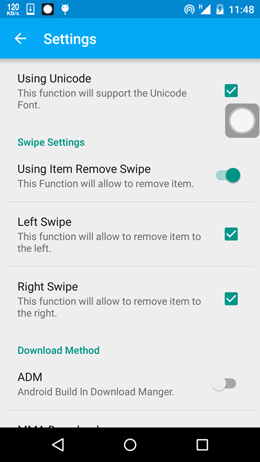 120
KB/s
H
11:48
Settings
Using Unicode
This function will support the Unicode
Font.
Swipe Settings
Using Item Remove Swipe
This Function will allow to remove item.
Left Swipe
This function will allow to remove item to
the left.
Right Swipe
This function will allow to remove item to
the right.
Download Method
ADM
Android Build In Download Manger.